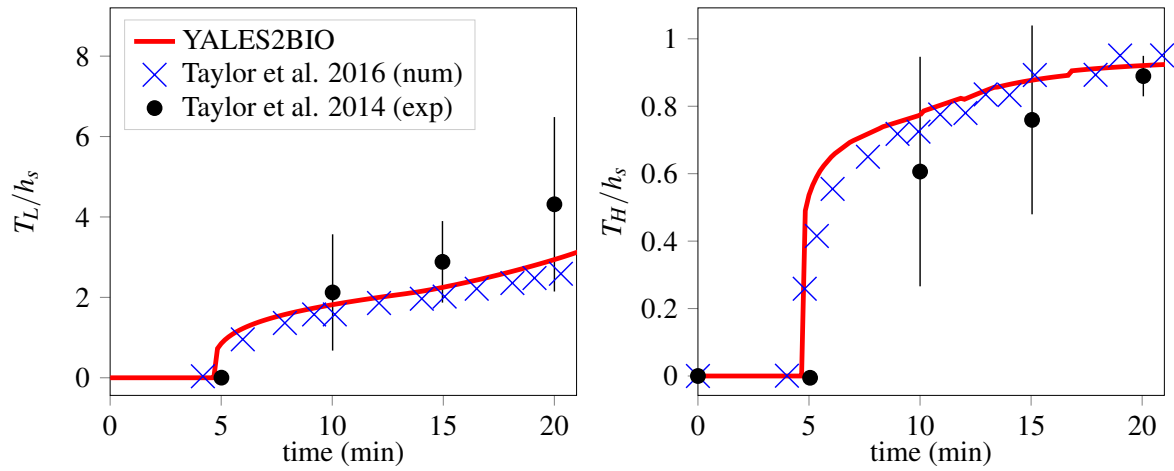 YALES2BIO
Taylor et al. 2016 (num)
Taylor et al. 2014 (exp)
8
6
4
2
0
T_L/h_s
0 5 10 15 20
time (min)
1
0.8
0.6
0.4
0.2
0
T_H/h_s
0 5 10 15 20
time (min)